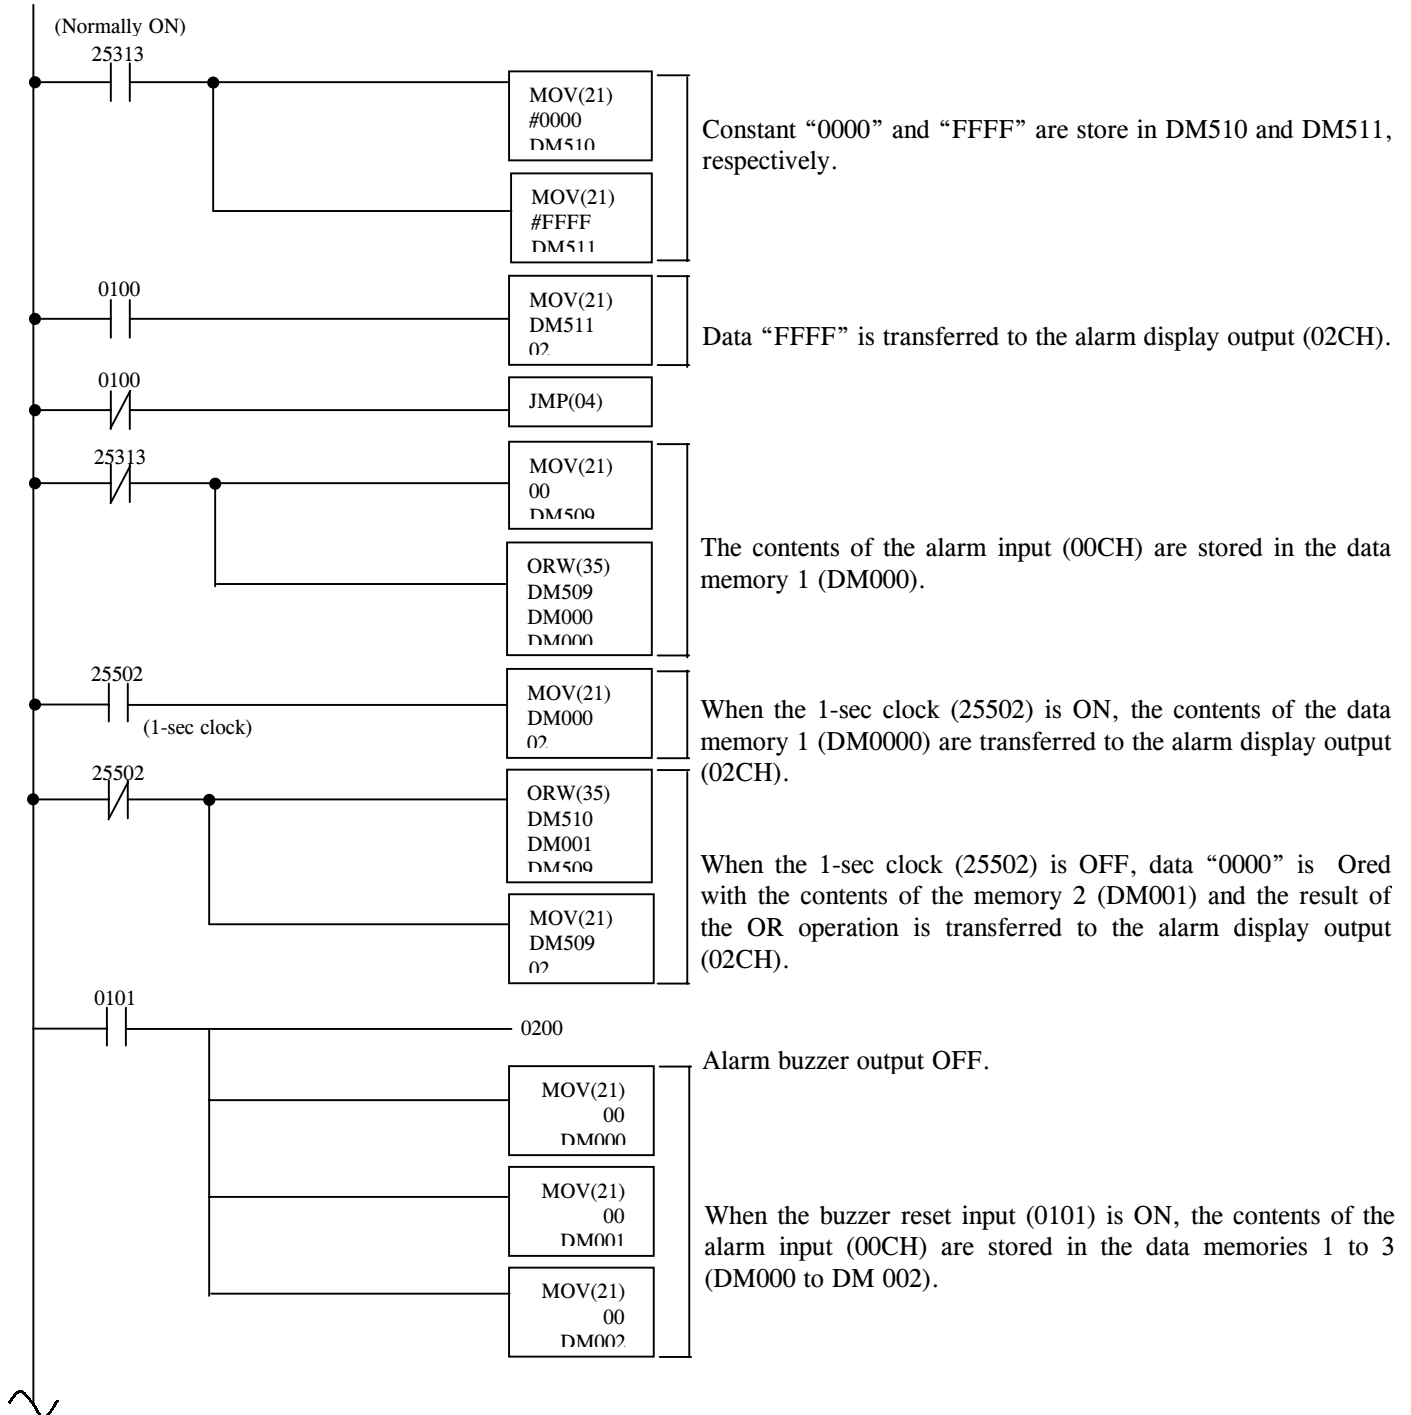 (Normally ON)
25313
MOV(21)
#0000
DM510
Constant “0000” and “FFFF” are store in DM510 and DM511,
respectively.
MOV(21)
#FFFF
DM511
0100
MOV(21)
DM511
02
Data “FFFF” is transferred to the alarm display output (02CH).
0100
JMP(04)
25313
MOV(21)
00
DM509
ORW(35)
DM509
DM000
DM000
The contents of the alarm input (00CH) are stored in the data
memory 1 (DM000).
25502
(1-sec clock)
MOV(21)
DM000
02
When the 1-sec clock (25502) is ON, the contents of the data
memory 1 (DM0000) are transferred to the alarm display output
(02CH).
25502
ORW(35)
DM510
DM001
DM509
MOV(21)
DM509
02
When the 1-sec clock (25502) is OFF, data “0000” is Ored
with the contents of the memory 2 (DM001) and the result of
the OR operation is transferred to the alarm display output
(02CH).
0101
0200
Alarm buzzer output OFF.
MOV(21)
00
DM000
MOV(21)
00
DM001
MOV(21)
00
DM002
When the buzzer reset input (0101) is ON, the contents of the
alarm input (00CH) are stored in the data memories 1 to 3
(DM000 to DM 002).